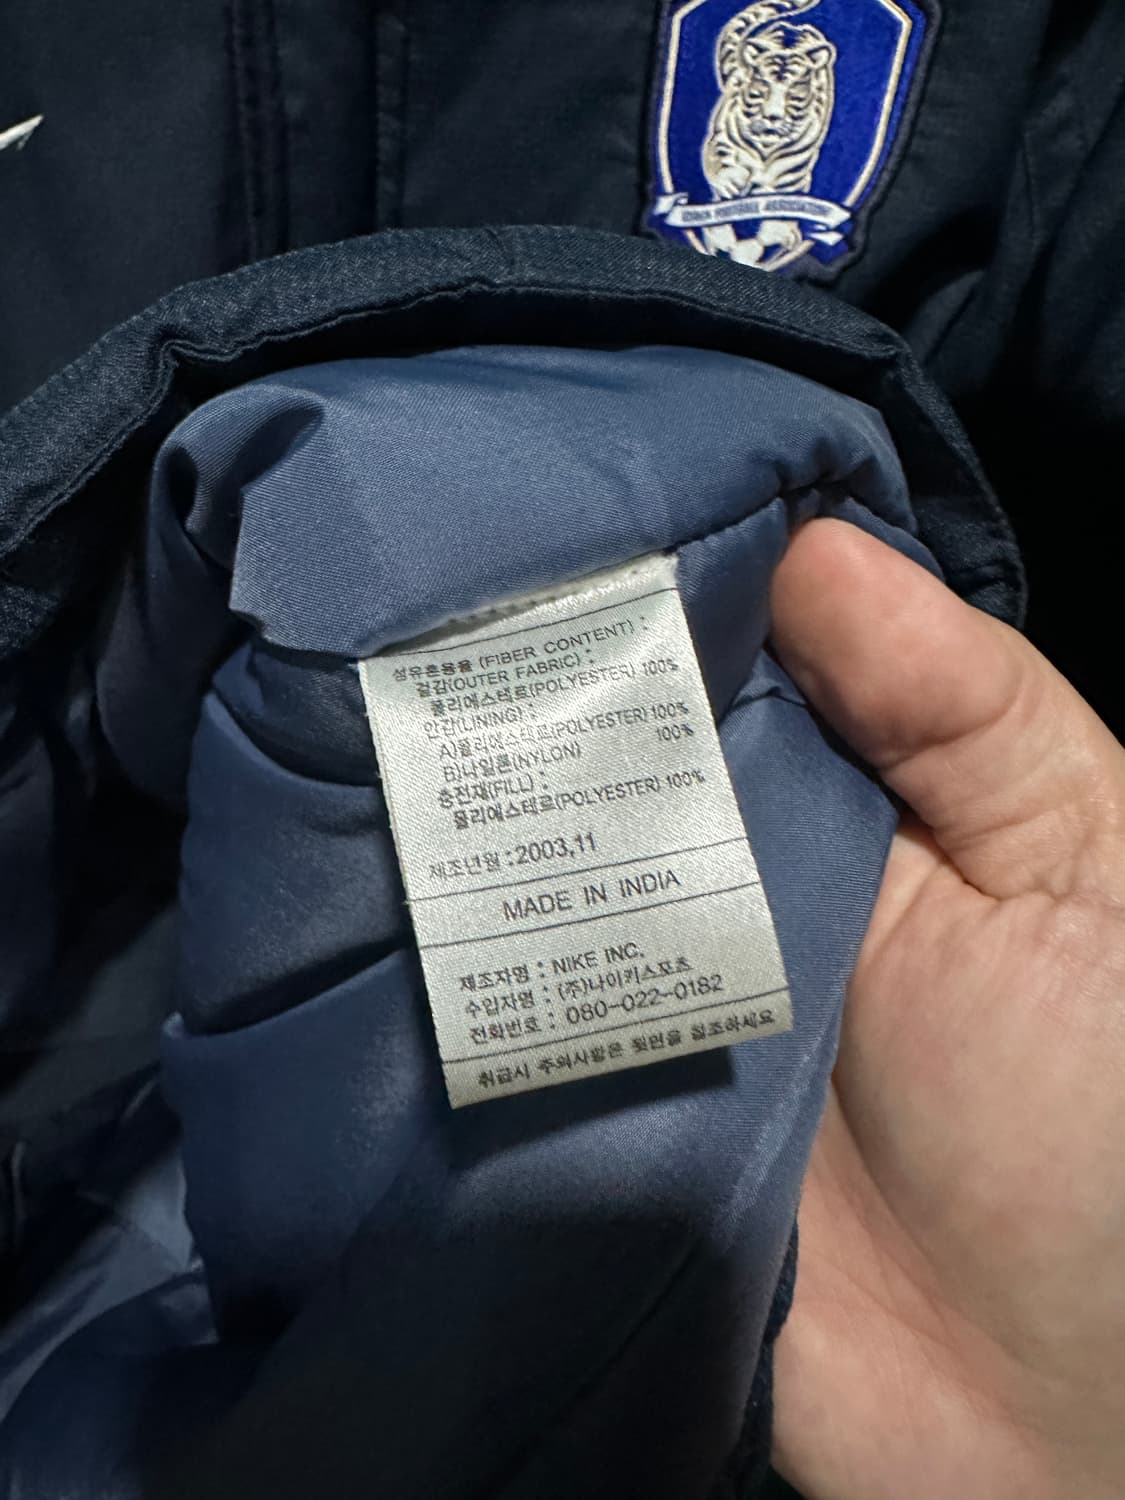 KOREA FOOTBALL ASSOCIATION
섬유혼용율 (FIBER CONTENT) :
겉감(OUTER FABRIC) :
폴리에스테르(POLYESTER) 100%
안감(LINING) :
A)폴리에스테르(POLYESTER) 100%
B)나일론(NYLON) 100%
충전재(FILL) :
폴리에스테르(POLYESTER) 100%
제조년월 : 2003.11
MADE IN INDIA
제조자명 : NIKE INC.
수입자명 : (주)나이키스포츠
전화번호 : 080-022-0182
취급시 주의사항은 뒷면을 참조하세요